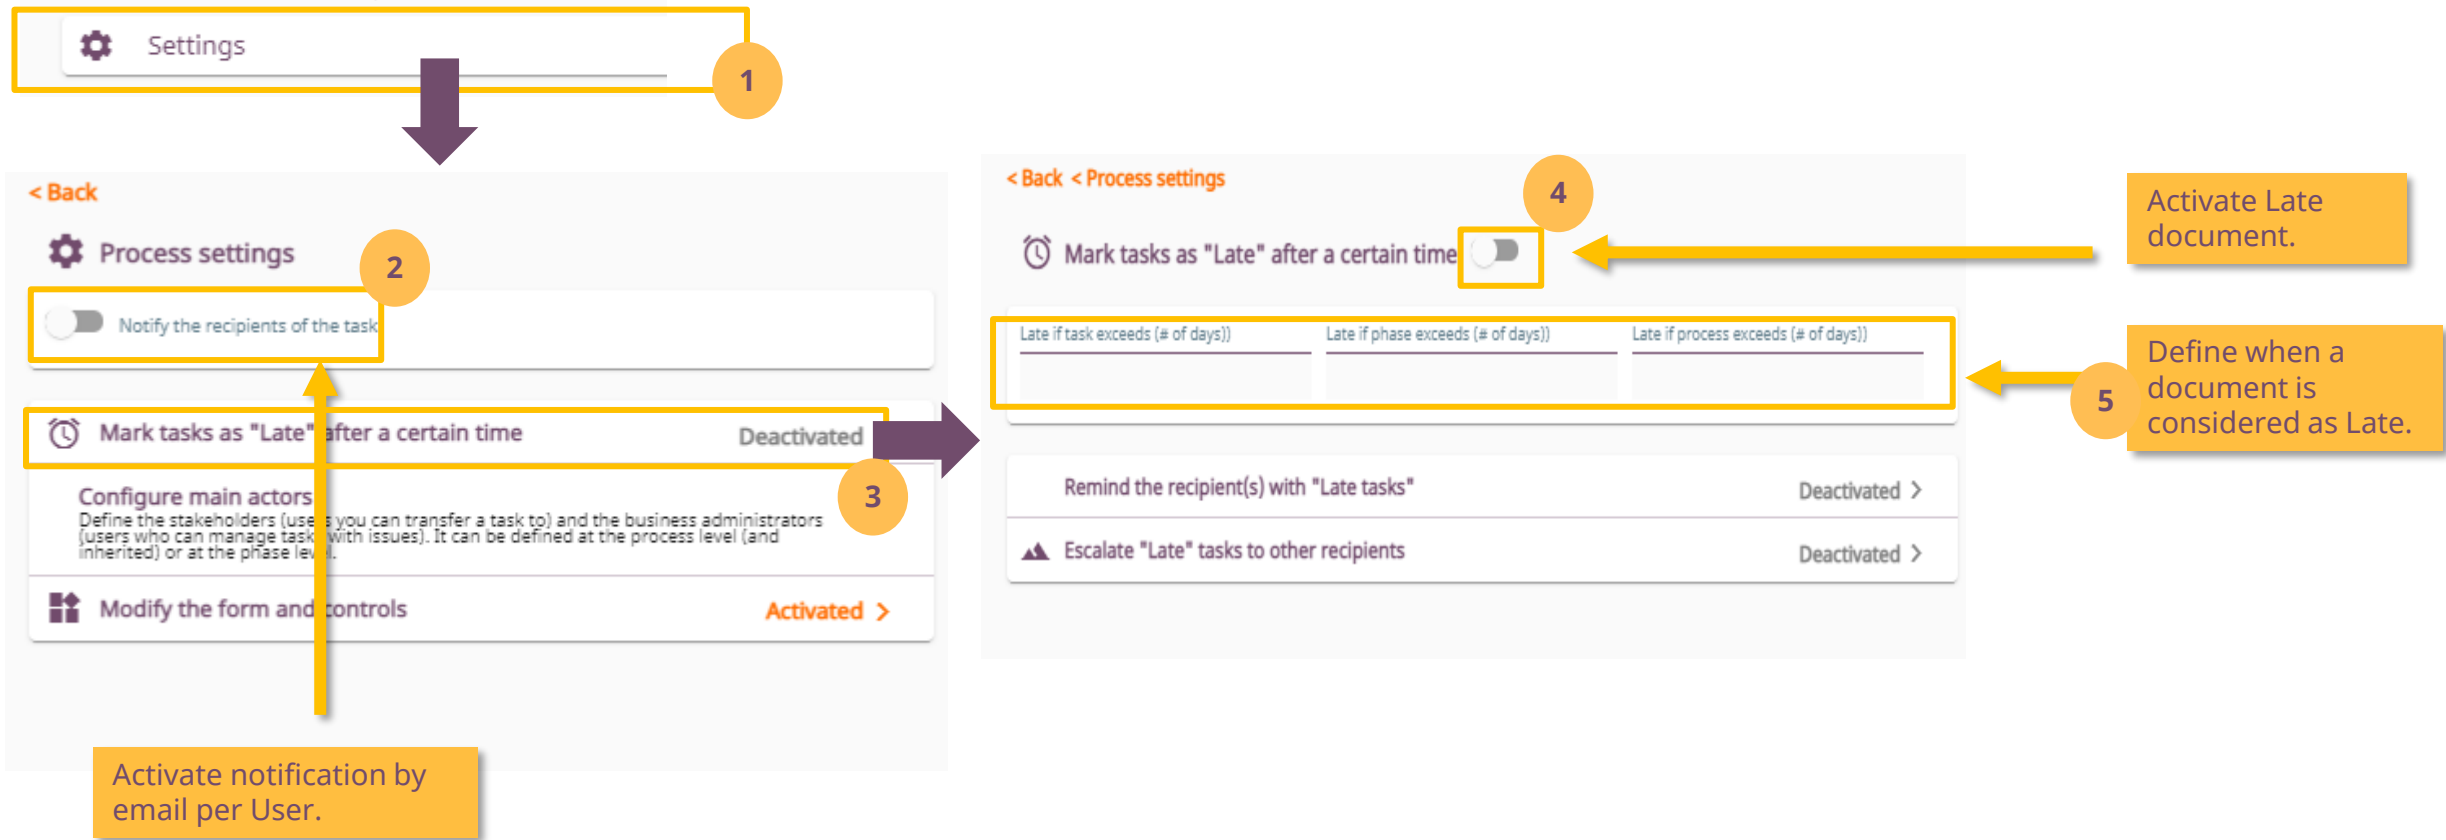 Settings
1
< Back
Process settings
2
Notify the recipients of the task
Mark tasks as "Late" after a certain time
Deactivated
3
Configure main actors
Define the stakeholders (users you can transfer a task to) and the business administrators
(users who can manage tasks with issues). It can be defined at the process level (and
inherited) or at the phase level.
Modify the form and controls
Activated >
Activate notification by
email per User.
< Back < Process settings
4
Mark tasks as "Late" after a certain time
Activate Late
document.
Late if task exceeds (# of days))
Late if phase exceeds (# of days))
Late if process exceeds (# of days))
5
Define when a
document is
considered as Late.
Remind the recipient(s) with "Late tasks"
Deactivated >
Escalate "Late" tasks to other recipients
Deactivated >